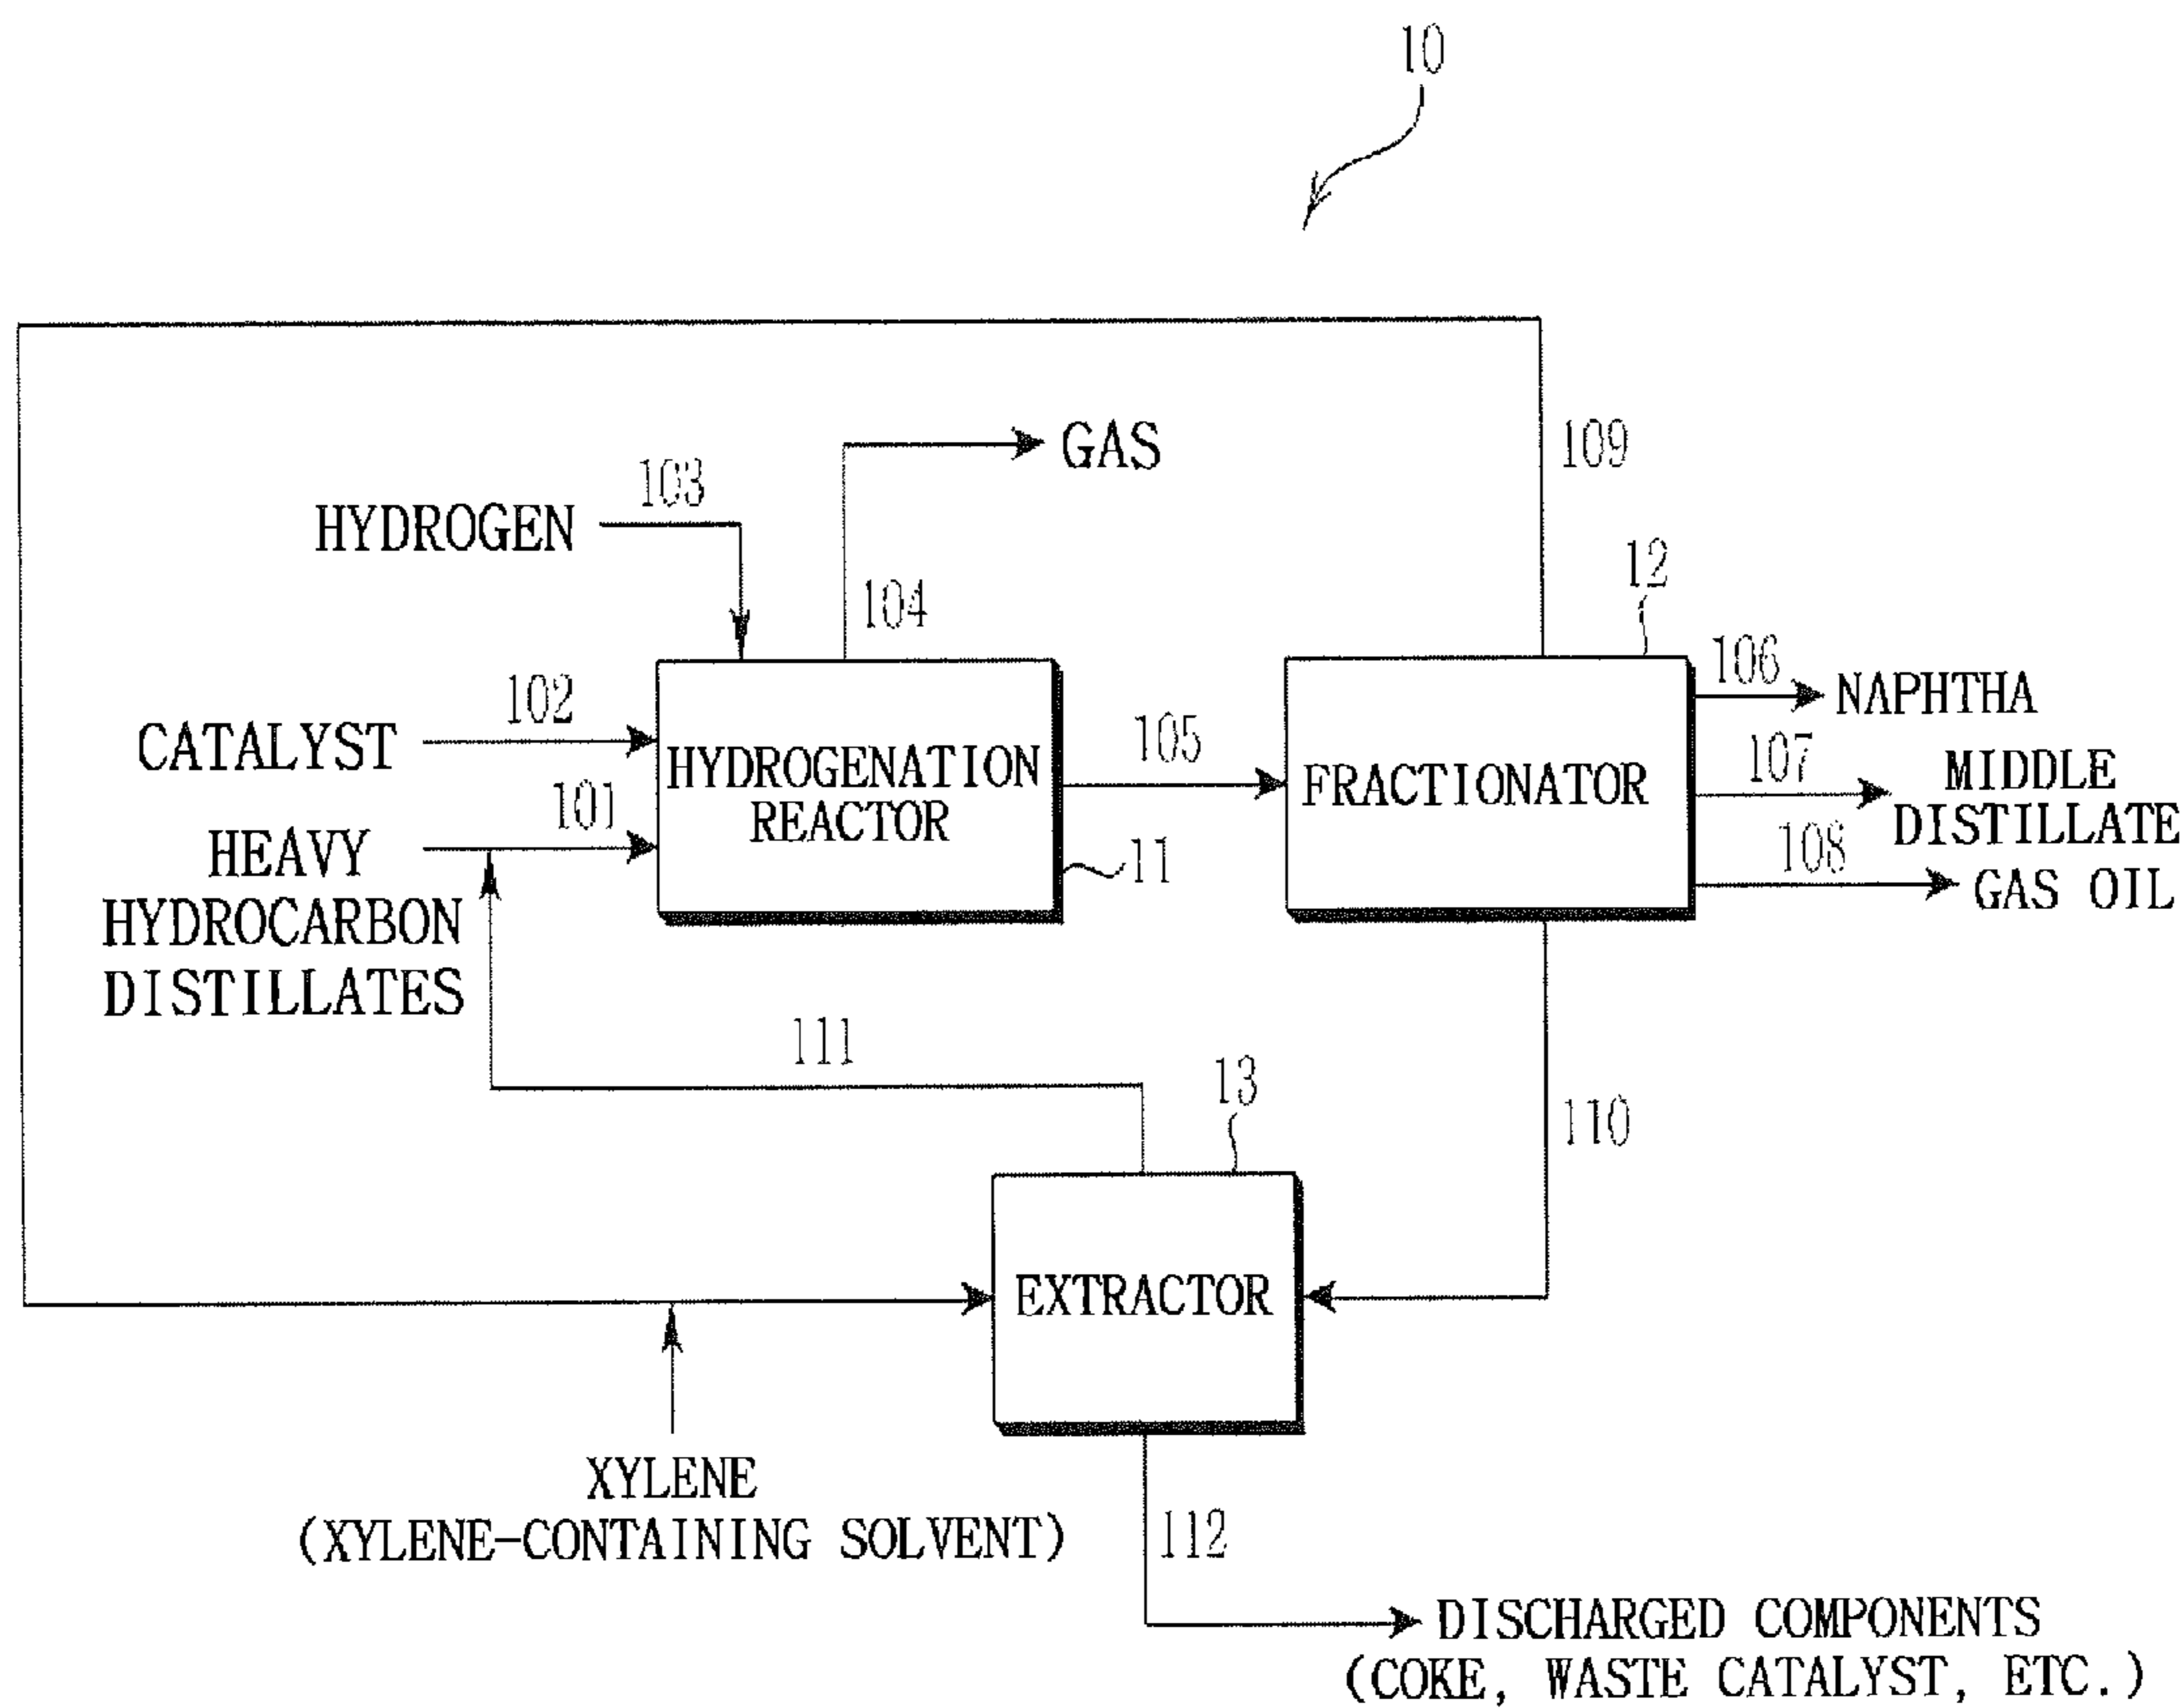 10
109
GAS
103
HYDROGEN
104
12
106
NAPHTHA
102
CATALYST
105
107
MIDDLE
DISTILLATE
HYDROGENATION
REACTOR
FRACTIONATOR
101
HEAVY
HYDROCARBON
DISTILLATES
11
108
GAS OIL
111
13
110
EXTRACTOR
XYLENE
(XYLENE-CONTAINING SOLVENT)
112
DISCHARGED COMPONENTS
(COKE, WASTE CATALYST, ETC.)